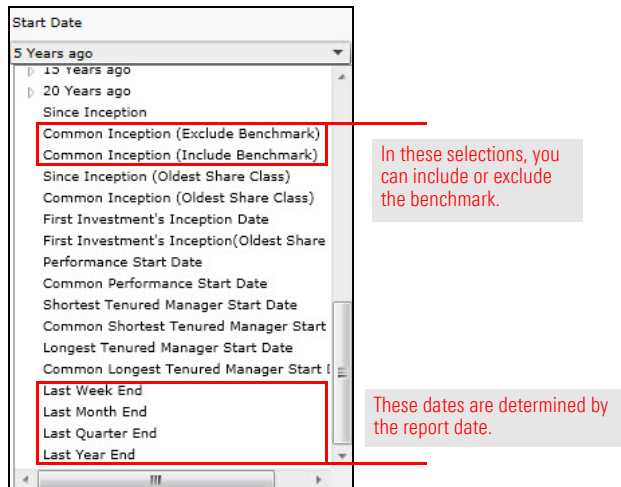 Start Date
5 Years ago
15 Years ago
20 Years ago
Since Inception
Common Inception (Exclude Benchmark)
Common Inception (Include Benchmark)
Since Inception (Oldest Share Class)
Common Inception (Oldest Share Class)
First Investment's Inception Date
First Investment's Inception(Oldest Share
Performance Start Date
Common Performance Start Date
Shortest Tenured Manager Start Date
Common Shortest Tenured Manager Start
Longest Tenured Manager Start Date
Common Longest Tenured Manager Start
Last Week End
Last Month End
Last Quarter End
Last Year End
In these selections, you
can include or exclude
the benchmark.
These dates are determined by
the report date.